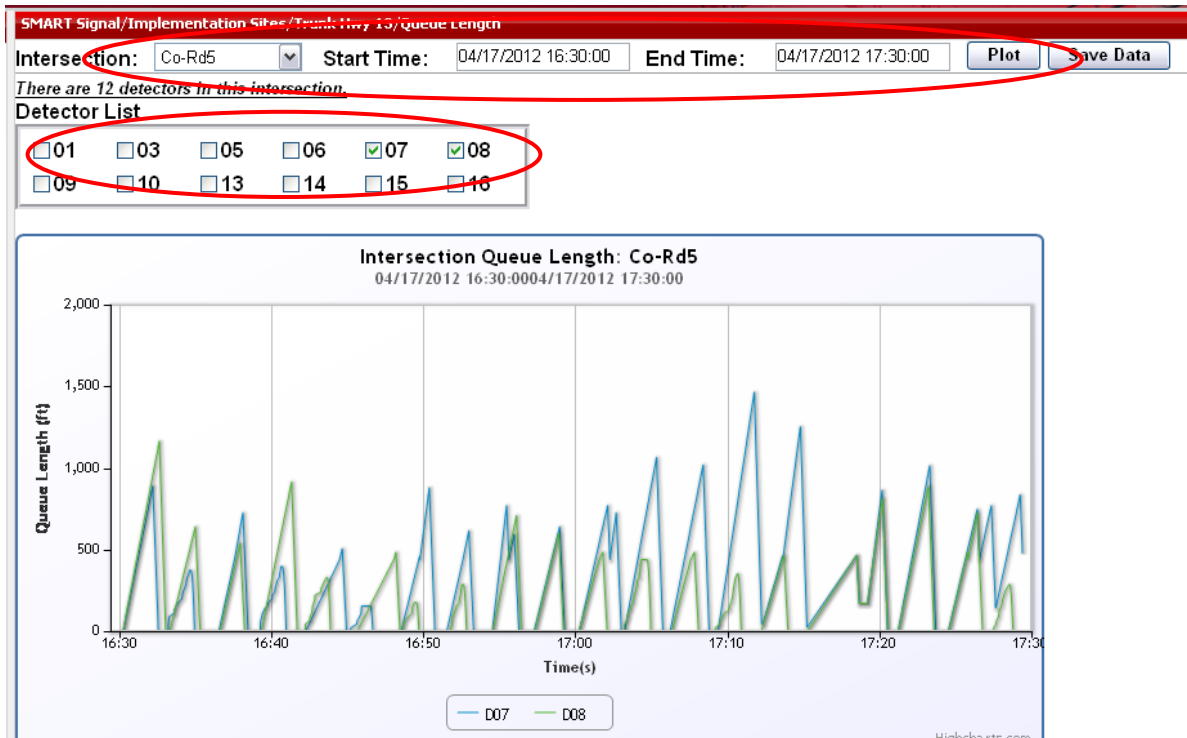 SMART Signal/Implementation Sites/Trunk Hwy 13/Queue Length
Intersection: Co-Rd5 Start Time: 04/17/2012 16:30:00 End Time: 04/17/2012 17:30:00 Plot Save Data
There are 12 detectors in this intersection.
Detector List
01 03 05 06 07 08
09 10 13 14 15 16
Intersection Queue Length: Co-Rd5
04/17/2012 16:30:0004/17/2012 17:30:00
Queue Length (ft)
2,000
1,500
1,000
500
0
16:30 16:40 16:50 17:00 17:10 17:20 17:30
Time(s)
D07 D08
Highcharts.com